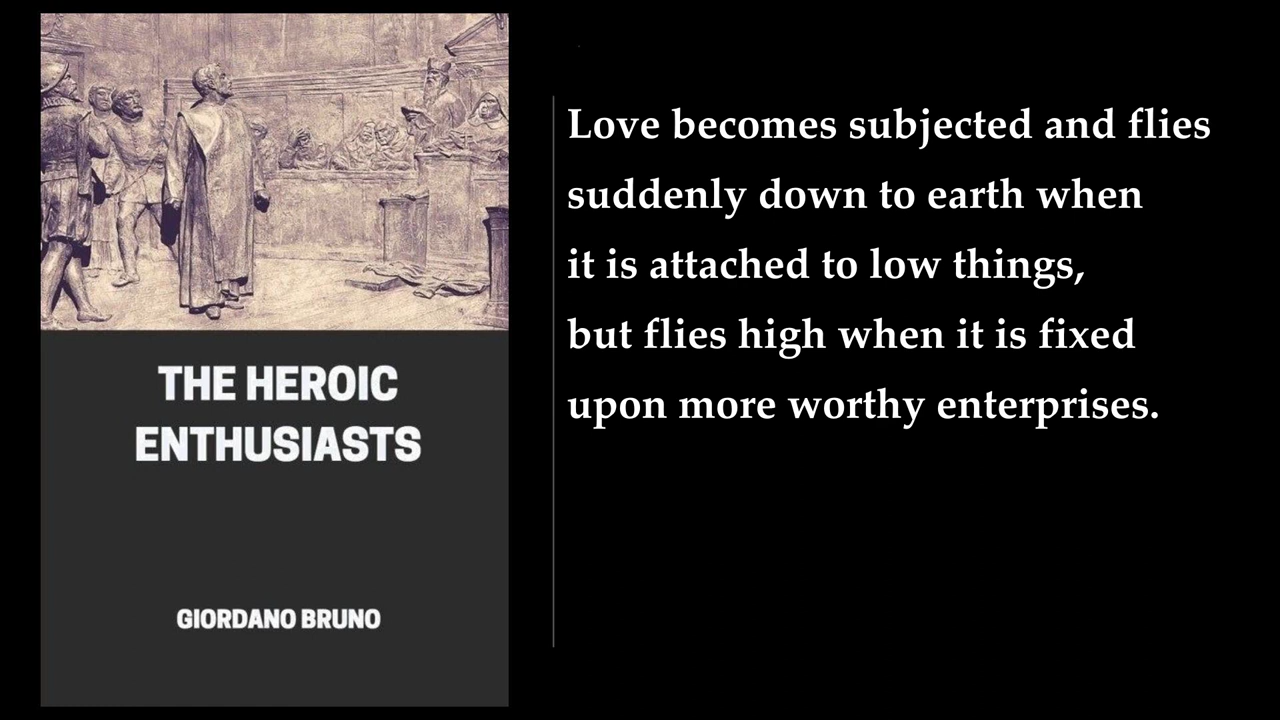 THE HEROIC
ENTHUSIASTS
GIORDANO BRUNO
Love becomes subjected and flies
suddenly down to earth when
it is attached to low things,
but flies high when it is fixed
upon more worthy enterprises.